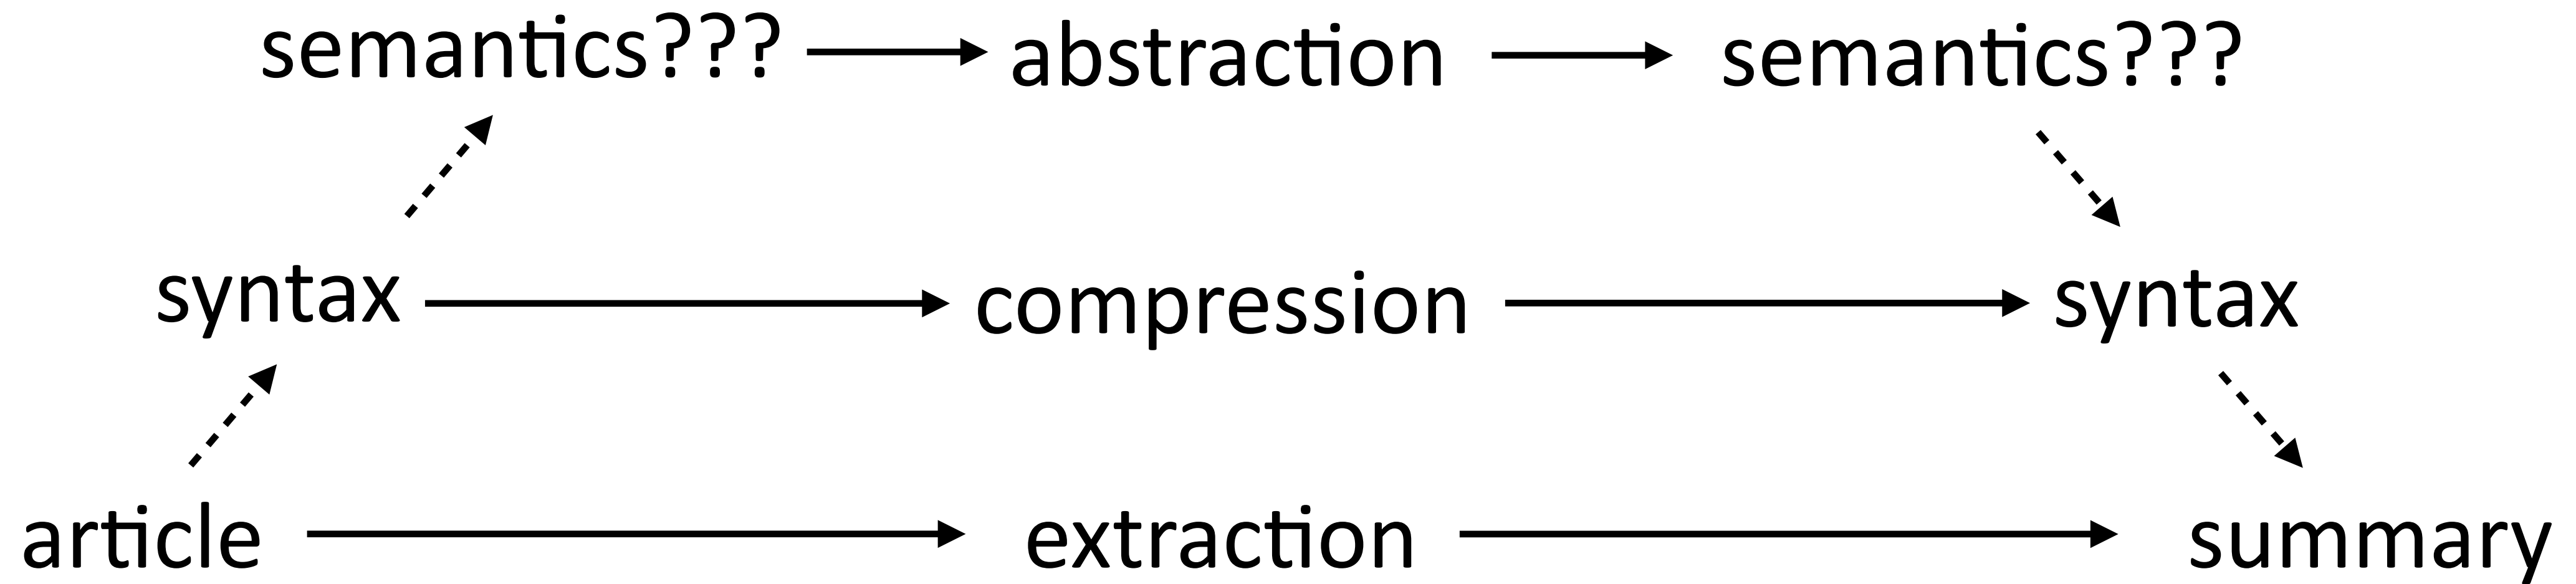 semantics??? abstraction semantics???
syntax compression syntax
article extraction summary